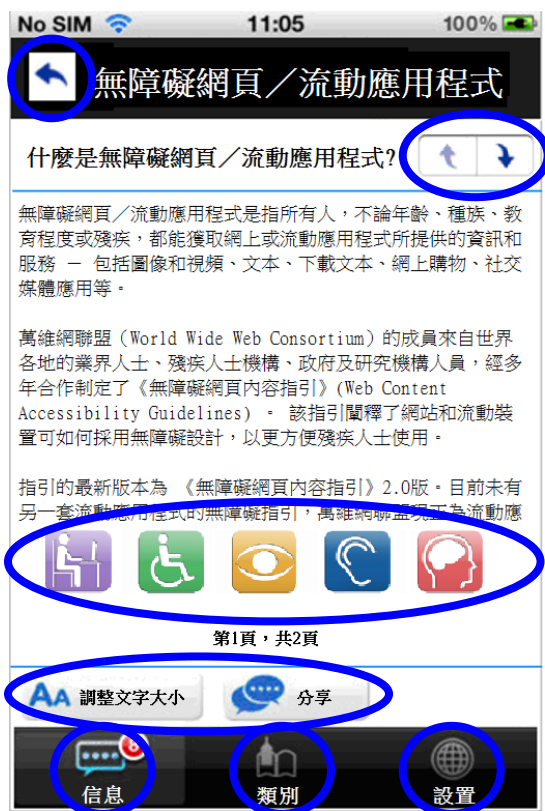 No SIM 11:05 100%
無障礙網頁／流動應用程式
什麼是無障礙網頁／流動應用程式?
無障礙網頁／流動應用程式是指所有人，不論年齡、種族、教
育程度或殘疾，都能獲取網上或流動應用程式所提供的資訊和
服務 － 包括圖像和視頻、文本、下載文本、網上購物、社交
媒體應用等。
萬維網聯盟（World Wide Web Consortium）的成員來自世界
各地的業界人士、殘疾人士機構、政府及研究機構人員，經多
年合作制定了《無障礙網頁內容指引》(Web Content
Accessibility Guidelines) 。 該指引闡釋了網站和流動裝
置可如何採用無障礙設計，以更方便殘疾人士使用。
指引的最新版本為 《無障礙網頁內容指引》2.0版。目前未有
另一套流動應用程式的無障礙指引，萬維網聯盟現正為流動應
第1頁，共2頁
AA 調整文字大小 分享
信息 類別 設置